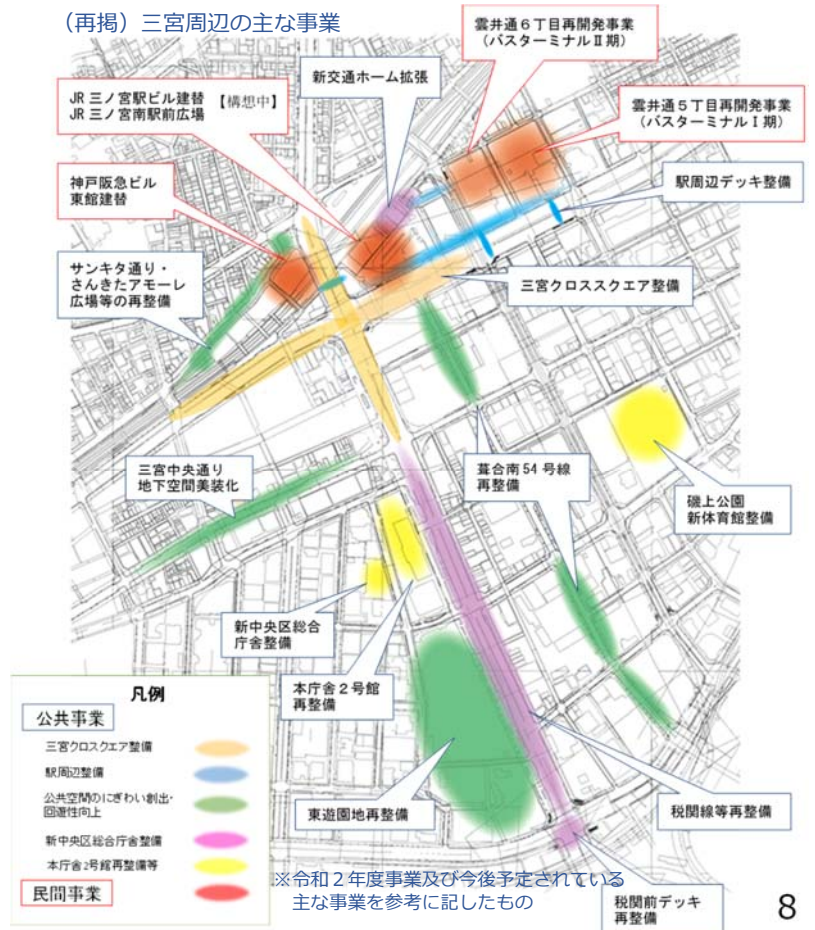 （再掲）三宮周辺の主な事業
雲井通６丁目再開発事業
（バスターミナルⅡ期）
新交通ホーム拡張
JR 三ノ宮駅ビル建替 【構想中】
JR 三ノ宮南駅前広場
雲井通５丁目再開発事業
（バスターミナルⅠ期）
神戸阪急ビル
東館建替
駅周辺デッキ整備
サンキタ通り・
さんきたアモーレ
広場等の再整備
三宮クロススクエア整備
三宮中央通り
地下空間美装化
葺合南 54 号線
再整備
磯上公園
新体育館整備
新中央区総合
庁舎整備
本庁舎２号館
再整備
東遊園地再整備
税関線等再整備
税関前デッキ
再整備
凡例
公共事業
三宮クロスクエア整備
駅周辺整備
公共空間のにぎわい創出・
回遊性向上
新中央区総合庁舎整備
本庁舎2号館再整備等
民間事業
※令和２年度事業及び今後予定されている
主な事業を参考に記したもの
8